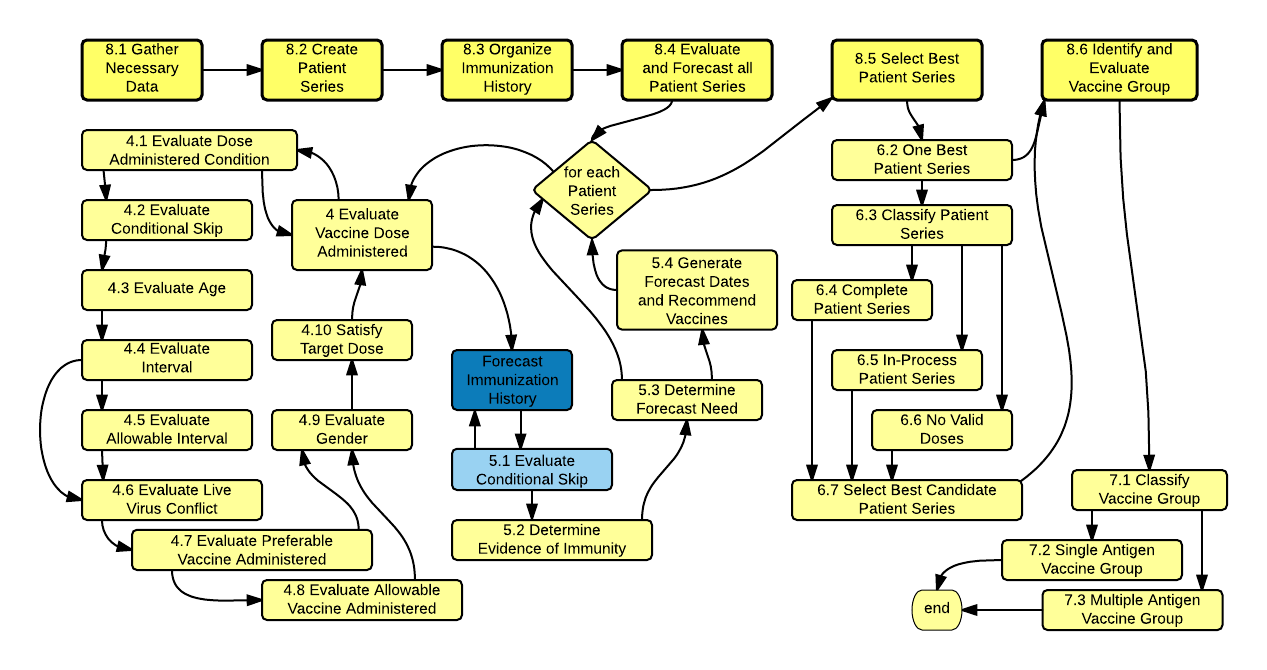 8.1 Gather
Necessary
Data
8.2 Create
Patient
Series
8.3 Organize
Immunization
History
8.4 Evaluate
and Forecast all
Patient Series
8.5 Select Best
Patient Series
8.6 Identify and
Evaluate
Vaccine Group
4.1 Evaluate Dose
Administered Condition
4.2 Evaluate
Conditional Skip
4.3 Evaluate Age
4.4 Evaluate
Interval
4.5 Evaluate
Allowable Interval
4.6 Evaluate Live
Virus Conflict
4.7 Evaluate Preferable
Vaccine Administered
4.8 Evaluate Allowable
Vaccine Administered
4 Evaluate
Vaccine Dose
Administered
4.10 Satisfy
Target Dose
4.9 Evaluate
Gender
for each
Patient
Series
Forecast
Immunization
History
5.1 Evaluate
Conditional Skip
5.2 Determine
Evidence of Immunity
5.4 Generate
Forecast Dates
and Recommend
Vaccines
5.3 Determine
Forecast Need
6.2 One Best
Patient Series
6.3 Classify Patient
Series
6.4 Complete
Patient Series
6.5 In-Process
Patient Series
6.6 No Valid
Doses
6.7 Select Best Candidate
Patient Series
7.1 Classify
Vaccine Group
7.2 Single Antigen
Vaccine Group
7.3 Multiple Antigen
Vaccine Group
end